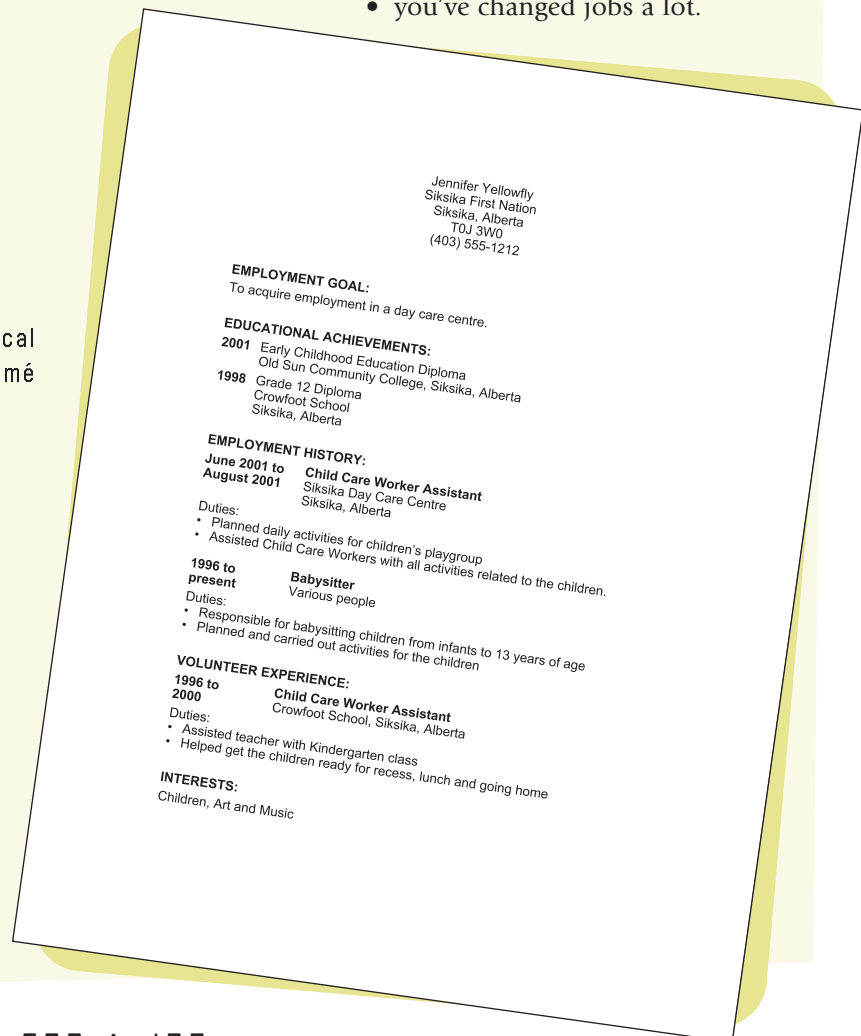 • you've changed jobs a lot.
cal
mé
Jennifer Yellowfly
Siksika First Nation
Siksika, Alberta
T0J 3W0
(403) 555-1212
EMPLOYMENT GOAL:
To acquire employment in a day care centre.
EDUCATIONAL ACHIEVEMENTS:
2001 Early Childhood Education Diploma
Old Sun Community College, Siksika, Alberta
1998 Grade 12 Diploma
Crowfoot School
Siksika, Alberta
EMPLOYMENT HISTORY:
June 2001 to Child Care Worker Assistant
August 2001 Siksika Day Care Centre
Siksika, Alberta
Duties:
• Planned daily activities for children's playgroup
• Assisted Child Care Workers with all activities related to the children.
1996 to Babysitter
present Various people
Duties:
• Responsible for babysitting children from infants to 13 years of age
• Planned and carried out activities for the children
VOLUNTEER EXPERIENCE:
1996 to Child Care Worker Assistant
2000 Crowfoot School, Siksika, Alberta
Duties:
• Assisted teacher with Kindergarten class
• Helped get the children ready for recess, lunch and going home
INTERESTS:
Children, Art and Music